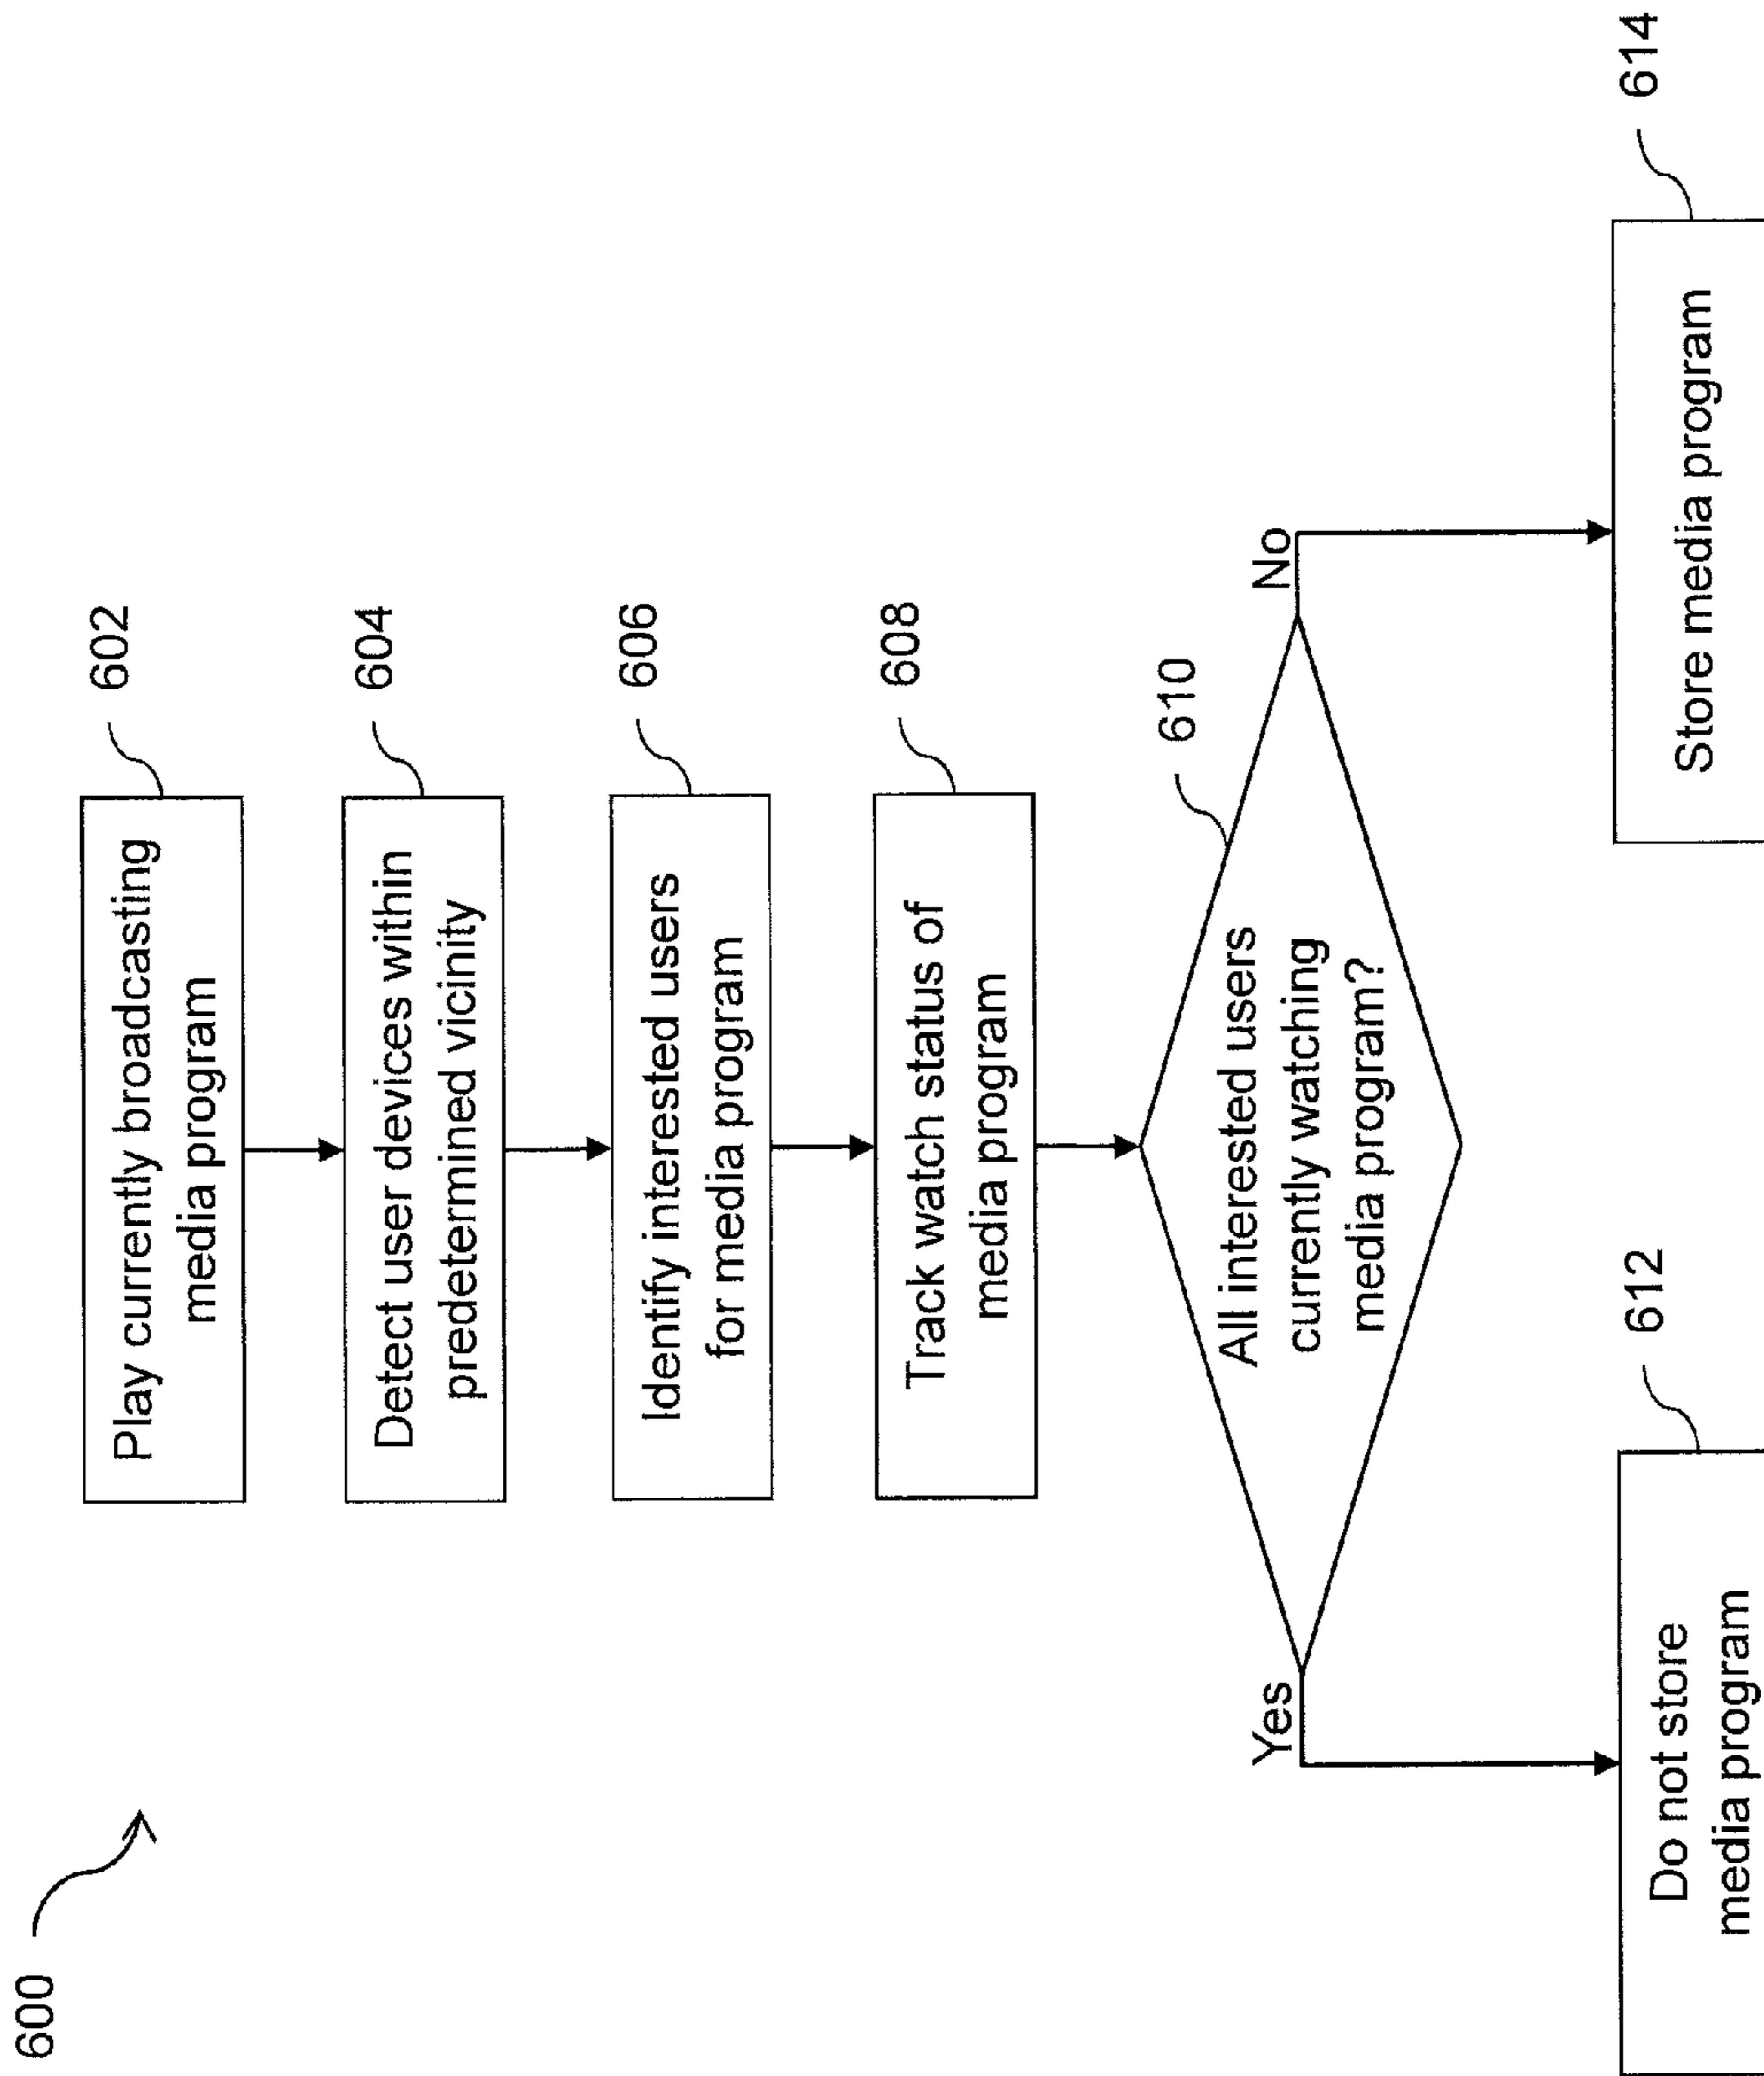 600
Play currently broadcasting
media program
602
Detect user devices within
predetermined vicinity
604
Identify interested users
for media program
606
Track watch status of
media program
608
All interested users
currently watching
media program?
610
Yes
No
Do not store
media program
612
Store media program
614